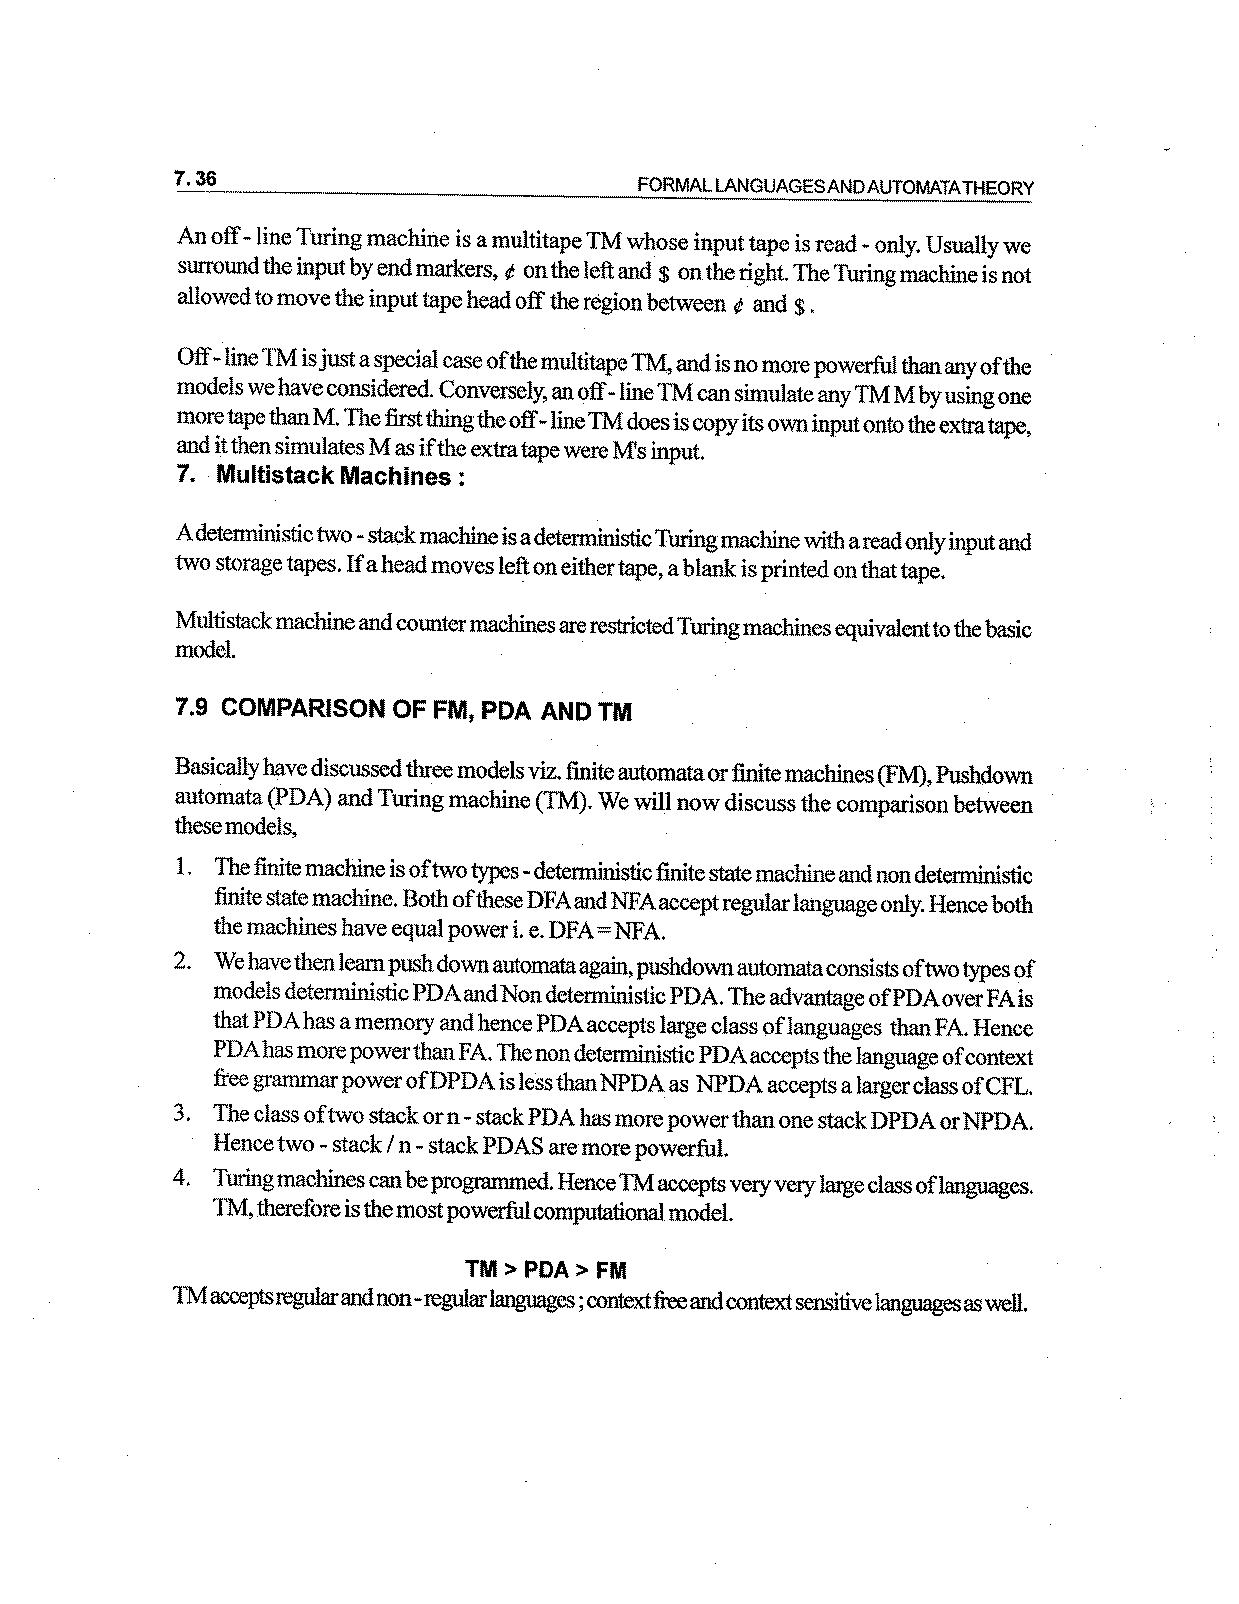 7. 36
FORMAL LANGUAGES AND AUTOMATA THEORY
An off - line Turing machine is a multitape TM whose input tape is read - only. Usually we
surround the input by end markers, ¢ on the left and $ on the right. The Turing machine is not
allowed to move the input tape head off the region between ¢ and $ .
Off - line TM is just a special case of the multitape TM, and is no more powerful than any of the
models we have considered. Conversely, an off - line TM can simulate any TM M by using one
more tape than M. The first thing the off - line TM does is copy its own input onto the extra tape,
and it then simulates M as if the extra tape were M's input.
7. Multistack Machines :
A deterministic two - stack machine is a deterministic Turing machine with a read only input and
two storage tapes. If a head moves left on either tape, a blank is printed on that tape.
Multistack machine and counter machines are restricted Turing machines equivalent to the basic
model.
7.9 COMPARISON OF FM, PDA AND TM
Basically have discussed three models viz. finite automata or finite machines (FM), Pushdown
automata (PDA) and Turing machine (TM). We will now discuss the comparison between
these models,
1. The finite machine is of two types - deterministic finite state machine and non deterministic
finite state machine. Both of these DFA and NFA accept regular language only. Hence both
the machines have equal power i. e. DFA = NFA.
2. We have then learn push down automata again, pushdown automata consists of two types of
models deterministic PDA and Non deterministic PDA. The advantage of PDA over FA is
that PDA has a memory and hence PDA accepts large class of languages than FA. Hence
PDA has more power than FA. The non deterministic PDA accepts the language of context
free grammar power of DPDA is less than NPDA as NPDA accepts a larger class of CFL.
3. The class of two stack or n - stack PDA has more power than one stack DPDA or NPDA.
Hence two - stack / n - stack PDAS are more powerful.
4. Turing machines can be programmed. Hence TM accepts very very large class of languages.
TM, therefore is the most powerful computational model.
TM > PDA > FM
TM accepts regular and non - regular languages ; context free and context sensitive languages as well.